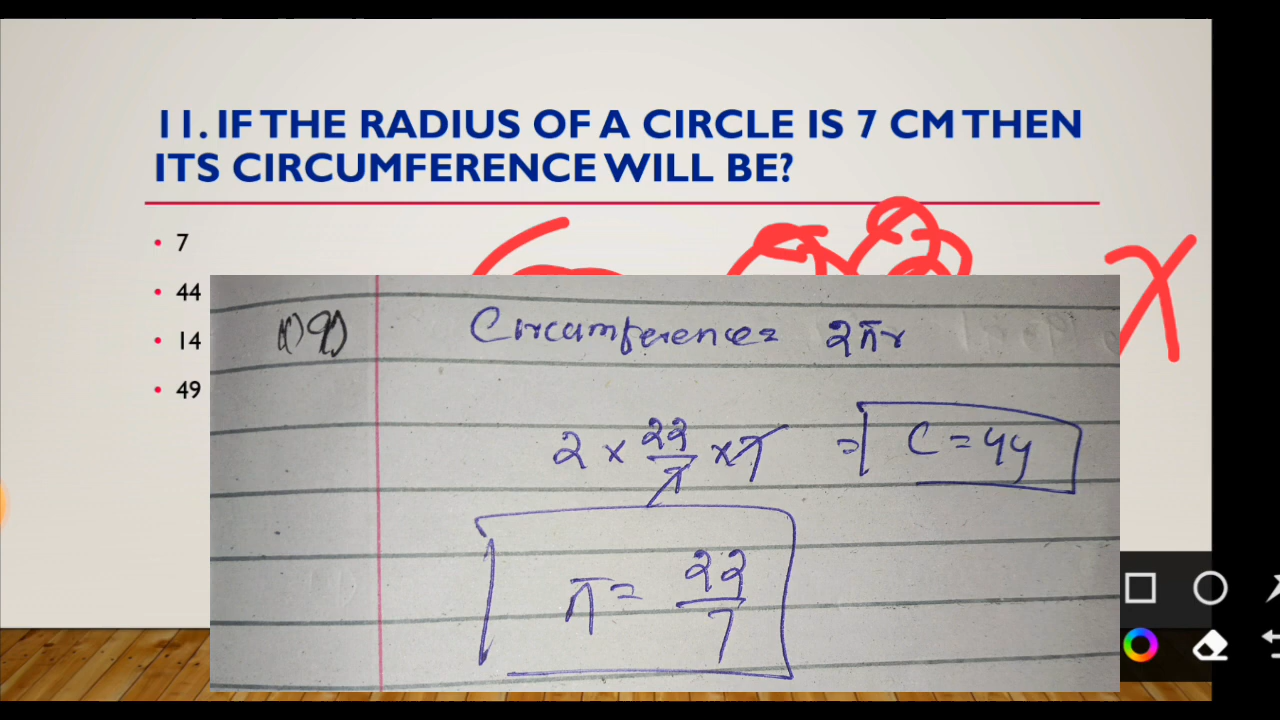 11. IF THE RADIUS OF A CIRCLE IS 7 CM THEN
ITS CIRCUMFERENCE WILL BE?
• 7
• 44
• 14
• 49
Circumference= 2πr
2 × 22/7 × 7 = C = 44
π = 22/7